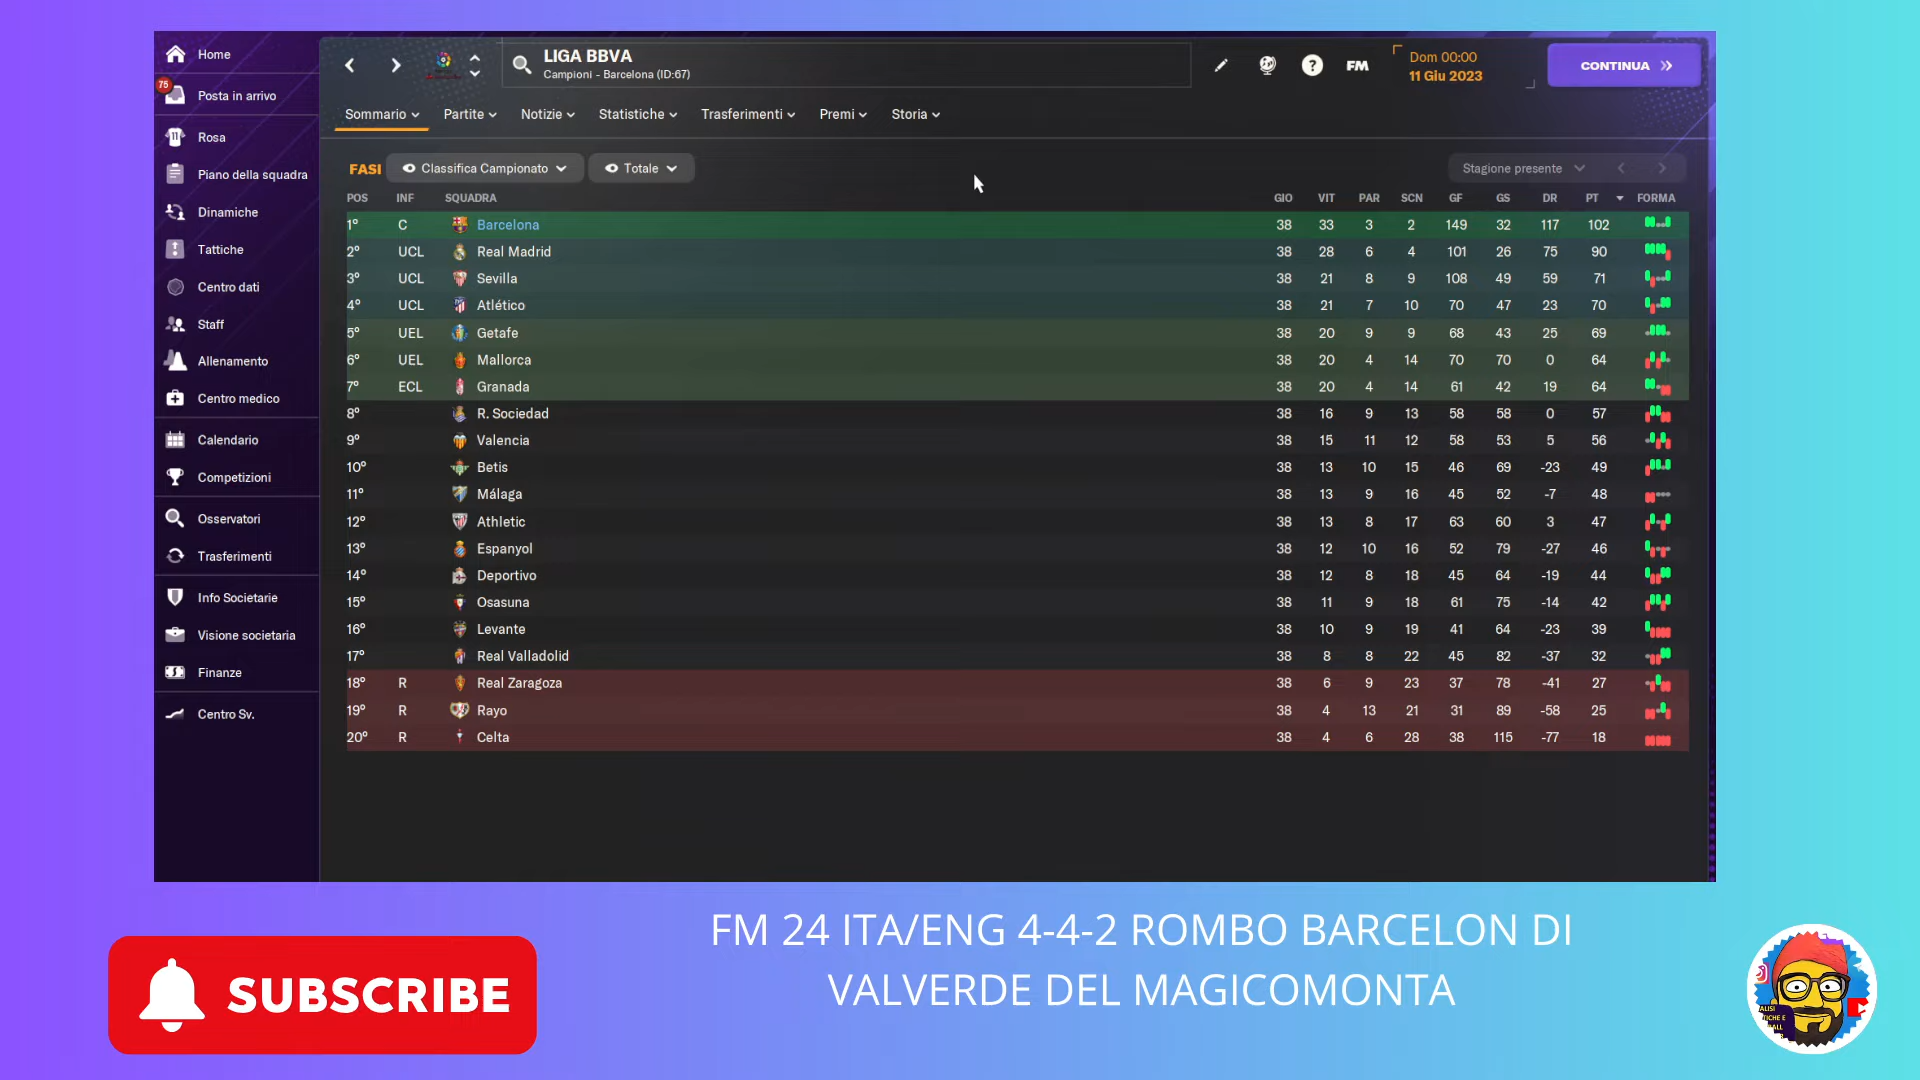 Home
75
Posta in arrivo
Rosa
Piano della squadra
Dinamiche
Tattiche
Centro dati
Staff
Allenamento
Centro medico
Calendario
Competizioni
Osservatori
Trasferimenti
Info Societarie
Visione societaria
Finanze
Centro Sv.
LIGA BBVA
Campioni - Barcelona (ID:67)
? FM
Dom 00:00
11 Giu 2023
CONTINUA
Sommario Partite Notizie Statistiche Trasferimenti Premi Storia
FASI Classifica Campionato Totale Stagione presente
POS INF SQUADRA GIO VIT PAR SCN GF GS DR PT FORMA
1° C Barcelona 38 33 3 2 149 32 117 102
2° UCL Real Madrid 38 28 6 4 101 26 75 90
3° UCL Sevilla 38 21 8 9 108 49 59 71
4° UCL Atlético 38 21 7 10 70 47 23 70
5° UEL Getafe 38 20 9 9 68 43 25 69
6° UEL Mallorca 38 20 4 14 70 70 0 64
7° ECL Granada 38 20 4 14 61 42 19 64
8° R. Sociedad 38 16 9 13 58 58 0 57
9° Valencia 38 15 11 12 58 53 5 56
10° Betis 38 13 10 15 46 69 -23 49
11° Málaga 38 13 9 16 45 52 -7 48
12° Athletic 38 13 8 17 63 60 3 47
13° Espanyol 38 12 10 16 52 79 -27 46
14° Deportivo 38 12 8 18 45 64 -19 44
15° Osasuna 38 11 9 18 61 75 -14 42
16° Levante 38 10 9 19 41 64 -23 39
17° Real Valladolid 38 8 8 22 45 82 -37 32
18° R Real Zaragoza 38 6 9 23 37 78 -41 27
19° R Rayo 38 4 13 21 31 89 -58 25
20° R Celta 38 4 6 28 38 115 -77 18
SUBSCRIBE
FM 24 ITA/ENG 4-4-2 ROMBO BARCELON DI
VALVERDE DEL MAGICOMONTA